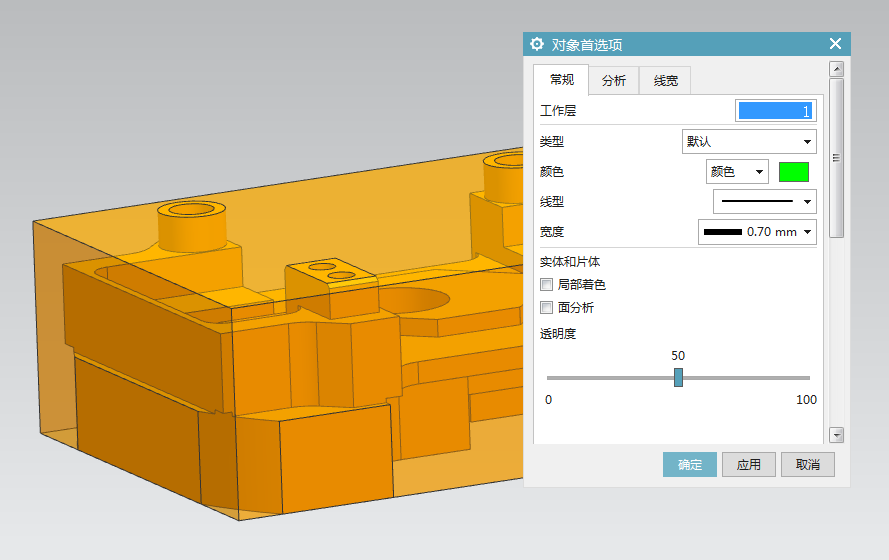 对象首选项
常规 分析 线宽
工作层 1
类型 默认
颜色 颜色
线型
宽度 0.70 mm
实体和片体
局部着色
面分析
透明度
50
0 100
确定 应用 取消